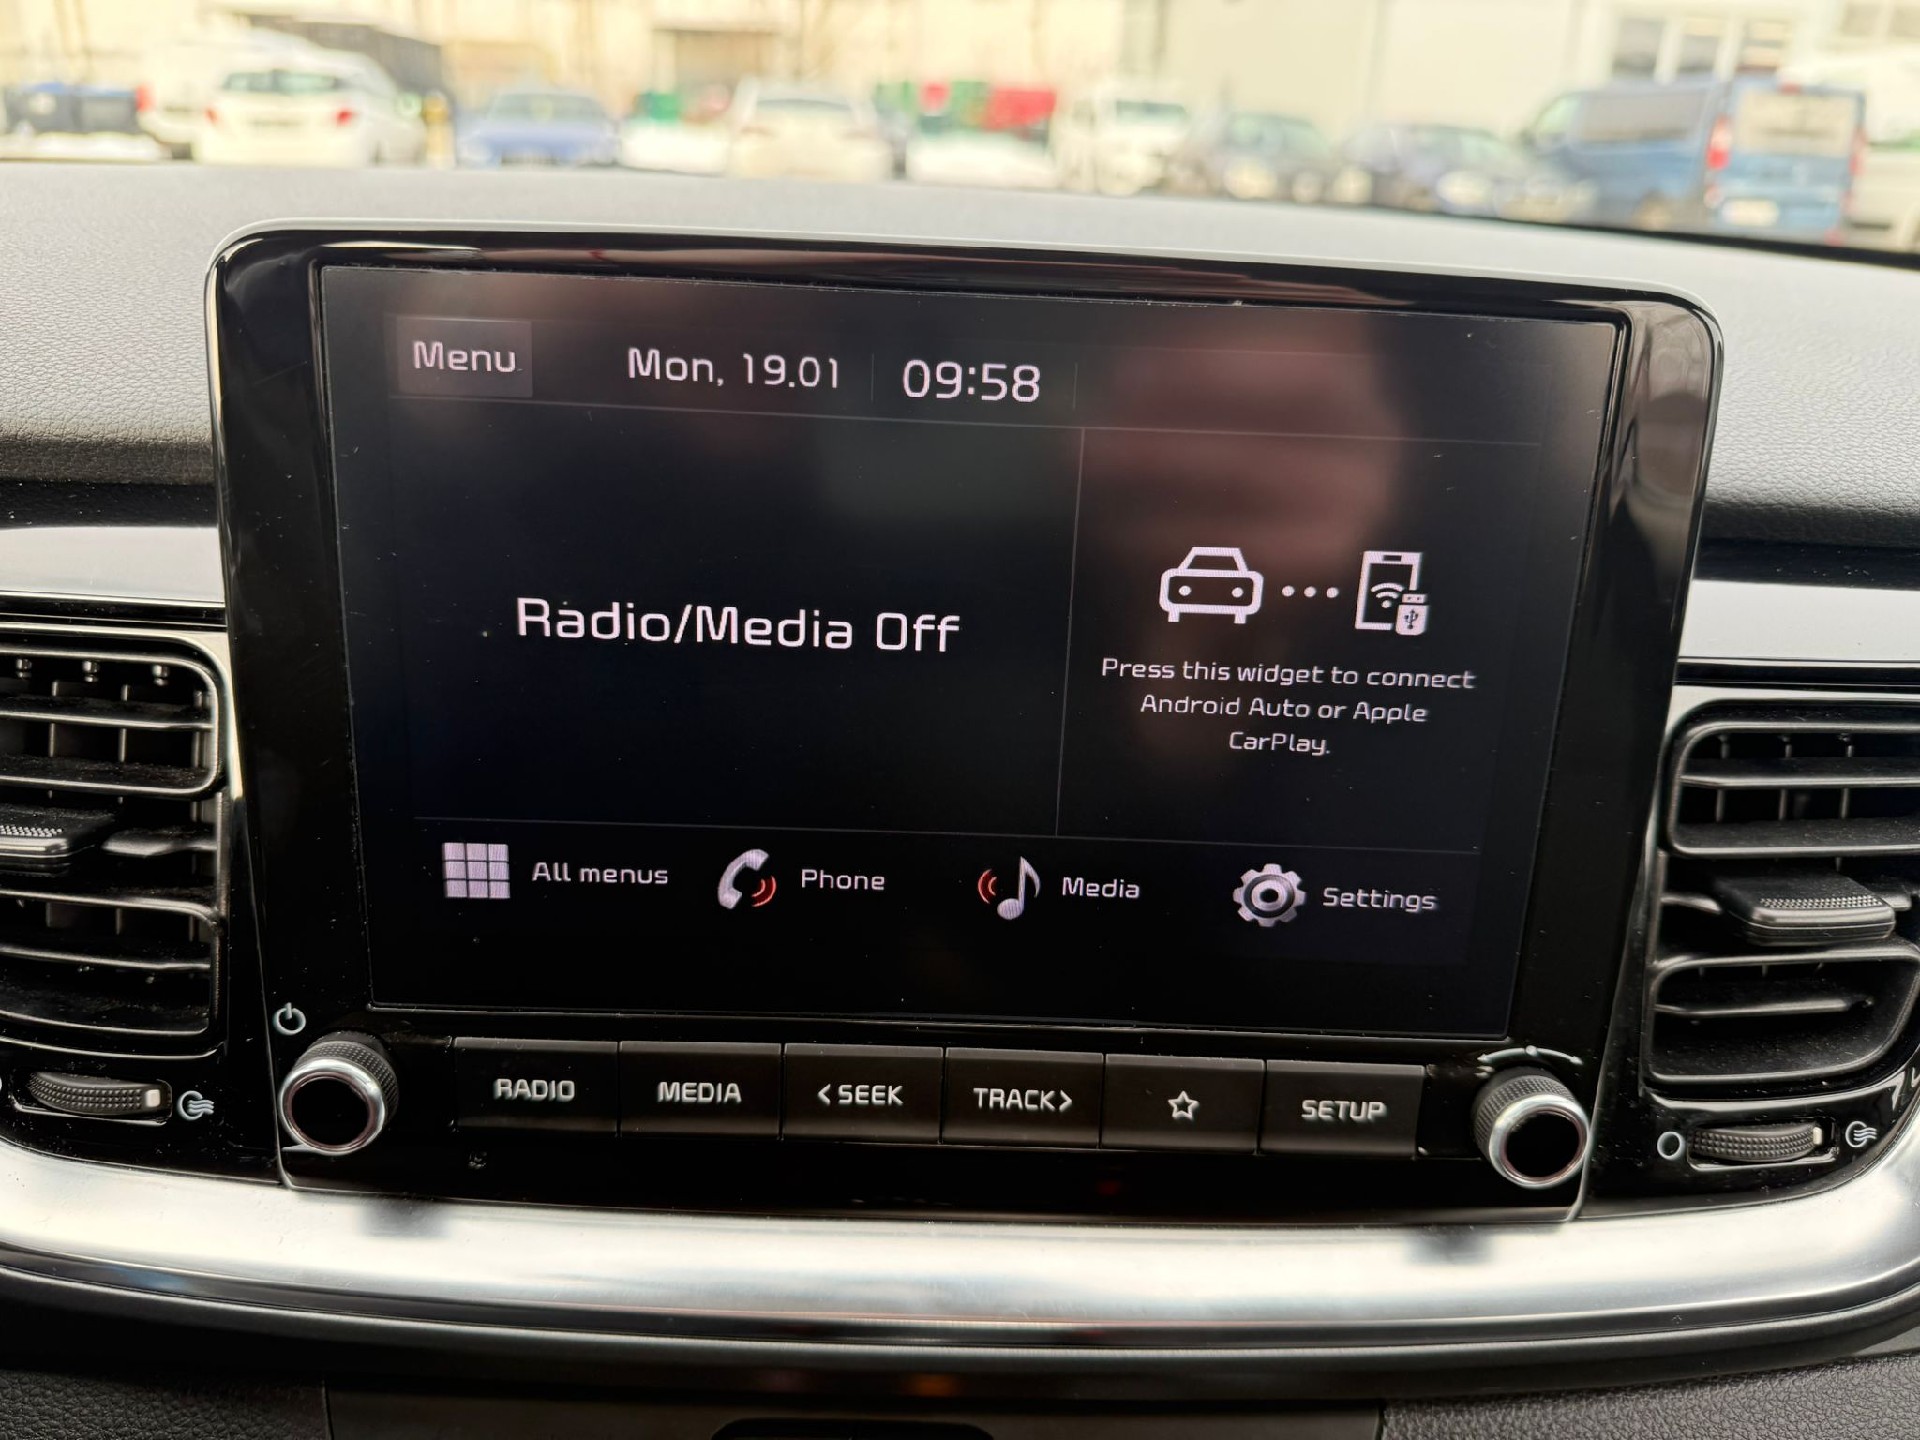 Menu
Mon, 19.01
09:58
Radio/Media Off
Press this widget to connect
Android Auto or Apple
CarPlay.
All menus
Phone
Media
Settings
RADIO
MEDIA
<SEEK
TRACK>
SETUP